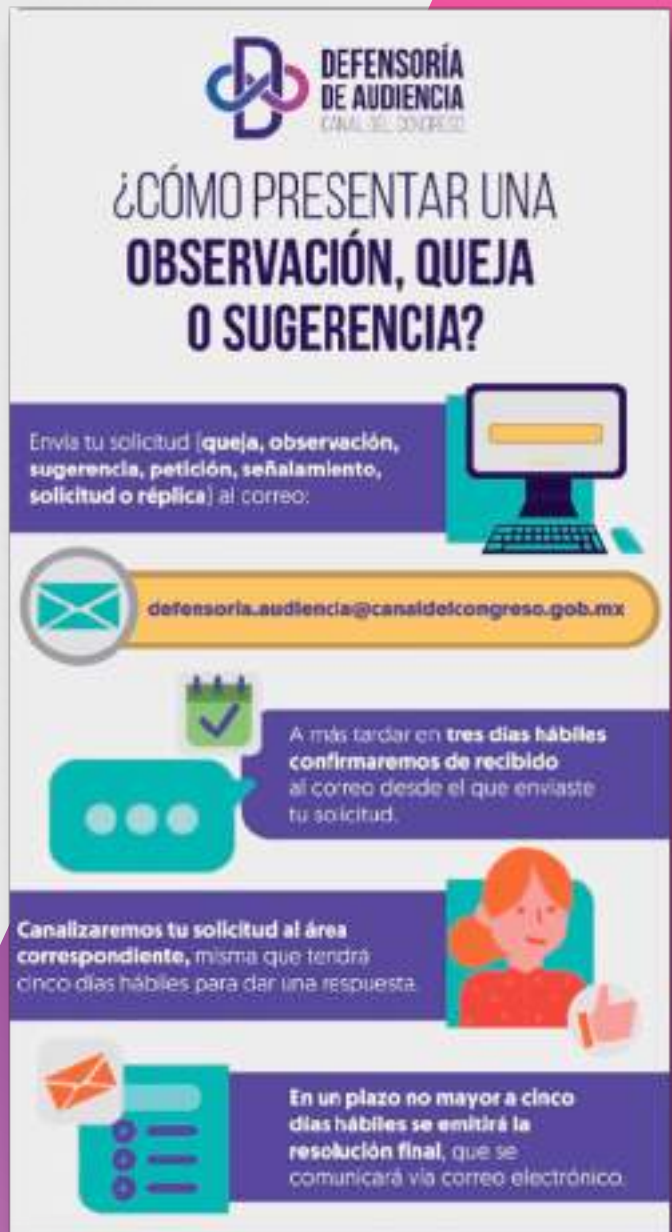 DEFENSORÍA
DE AUDIENCIA
CANAL DEL CONGRESO
¿CÓMO PRESENTAR UNA
OBSERVACIÓN, QUEJA
O SUGERENCIA?
Envía tu solicitud (queja, observación,
sugerencia, petición, señalamiento,
solicitud o réplica) al correo:
defensoria.audiencia@canaldelcongreso.gob.mx
A más tardar en tres días hábiles
confirmaremos de recibido
al correo desde el que enviaste
tu solicitud.
Canalizaremos tu solicitud al área
correspondiente, misma que tendrá
cinco días hábiles para dar una respuesta.
En un plazo no mayor a cinco
días hábiles se emitirá la
resolución final, que se
comunicará vía correo electrónico.